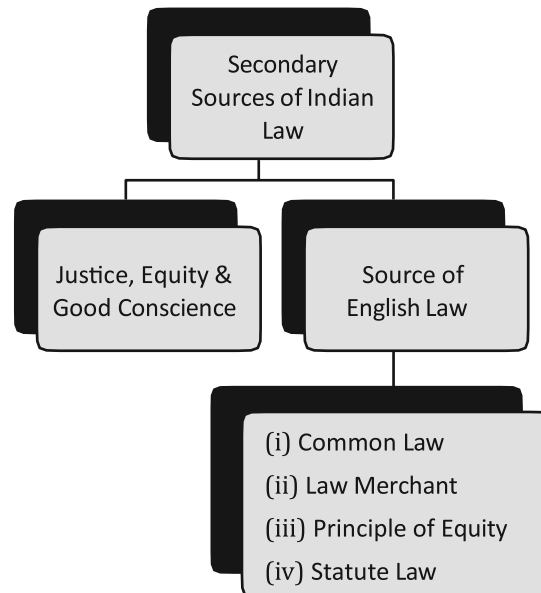 Secondary
Sources of Indian
Law
Justice, Equity &
Good Conscience
Source of
English Law
(i) Common Law
(ii) Law Merchant
(iii) Principle of Equity
(iv) Statute Law